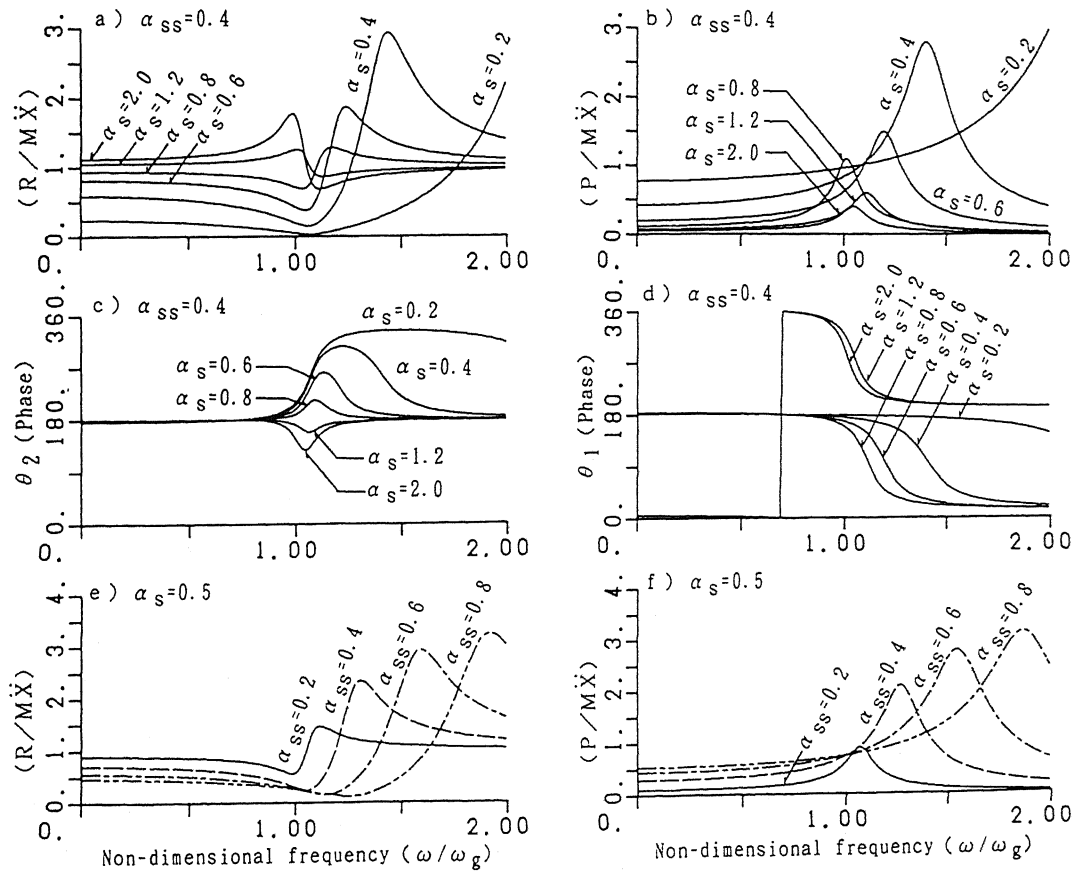 a) α ss=0.4
(R/MẌ)
3.
2.
1.
0.
α s=2.0
α s=1.2
α s=0.8
α s=0.6
α s=0.4
α s=0.2
1.00
2.00
b) α ss=0.4
(P/MẌ)
3.
2.
1.
0.
α s=0.8
α s=1.2
α s=2.0
α s=0.4
α s=0.2
α s=0.6
1.00
2.00
c) α ss=0.4
θ 2 (Phase)
360.
180.
0.
α s=0.2
α s=0.6
α s=0.4
α s=0.8
α s=1.2
α s=2.0
1.00
2.00
d) α ss=0.4
θ 1 (Phase)
360.
180.
0.
α s=2.0
α s=1.2
α s=0.8
α s=0.6
α s=0.4
α s=0.2
1.00
2.00
e) α s=0.5
(R/MẌ)
4.
3.
2.
1.
0.
α ss=0.2
α ss=0.4
α ss=0.6
α ss=0.8
1.00
2.00
Non-dimensional frequency (ω/ω g)
f) α s=0.5
(P/MẌ)
4.
3.
2.
1.
0.
α ss=0.2
α ss=0.4
α ss=0.6
α ss=0.8
1.00
2.00
Non-dimensional frequency (ω/ω g)